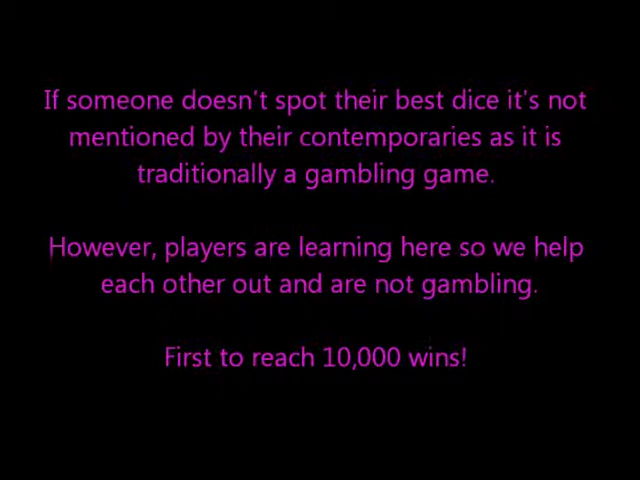 If someone doesn't spot their best dice it's not
mentioned by their contemporaries as it is
traditionally a gambling game.
However, players are learning here so we help
each other out and are not gambling.
First to reach 10,000 wins!